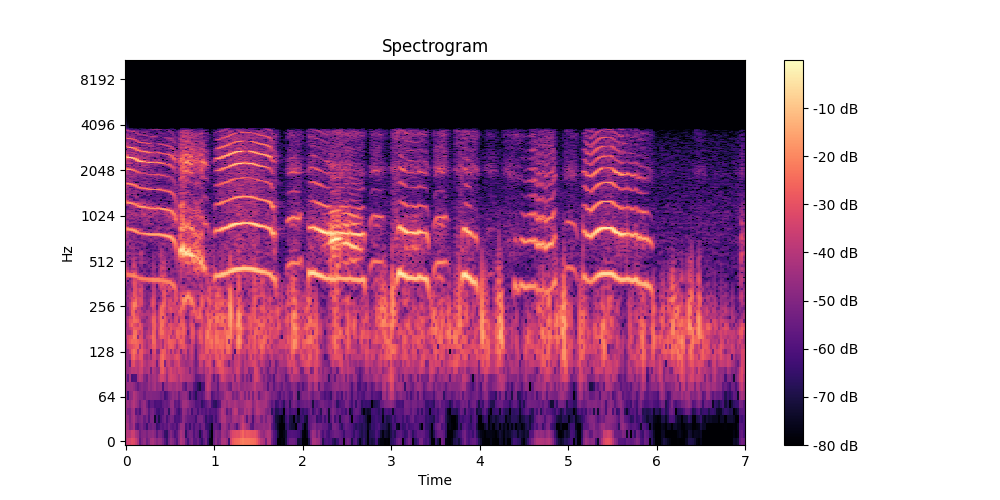 Spectrogram
8192
4096
2048
1024
512
256
128
64
0
Hz
0 1 2 3 4 5 6 7
Time
-10 dB
-20 dB
-30 dB
-40 dB
-50 dB
-60 dB
-70 dB
-80 dB